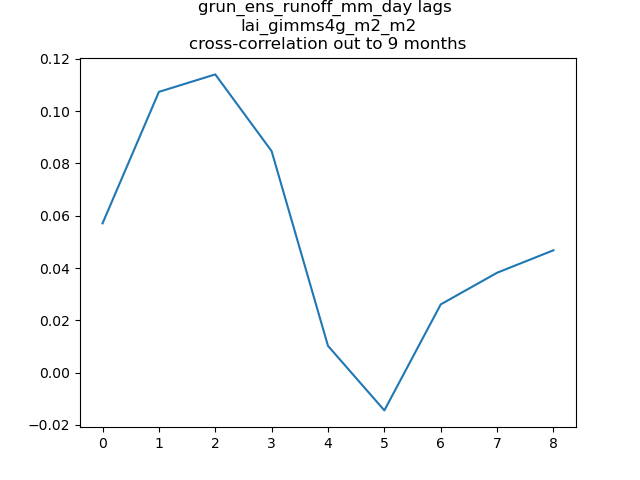 grun_ens_runoff_mm_day lags
lai_gimms4g_m2_m2
cross-correlation out to 9 months
0.12
0.10
0.08
0.06
0.04
0.02
0.00
−0.02
0 1 2 3 4 5 6 7 8